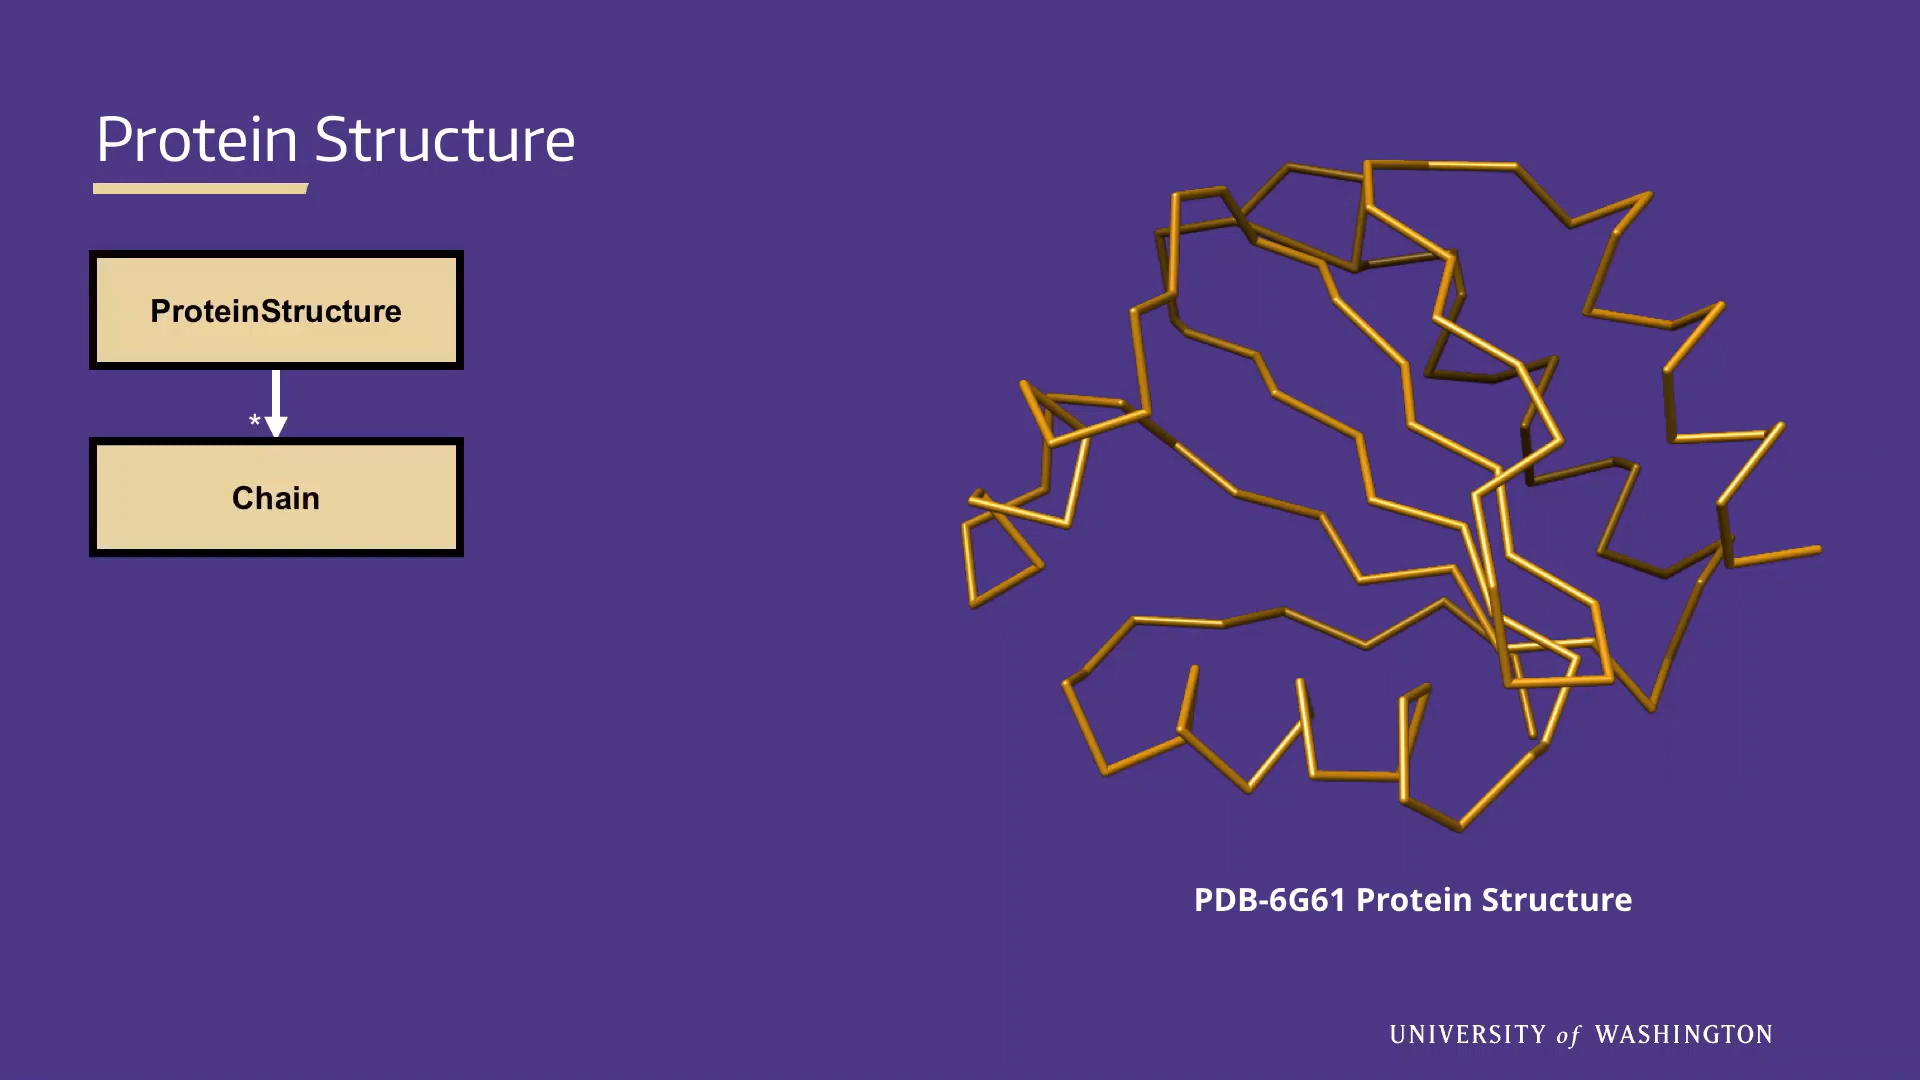 Protein Structure
ProteinStructure
*
Chain
PDB-6G61 Protein Structure
UNIVERSITY of WASHINGTON